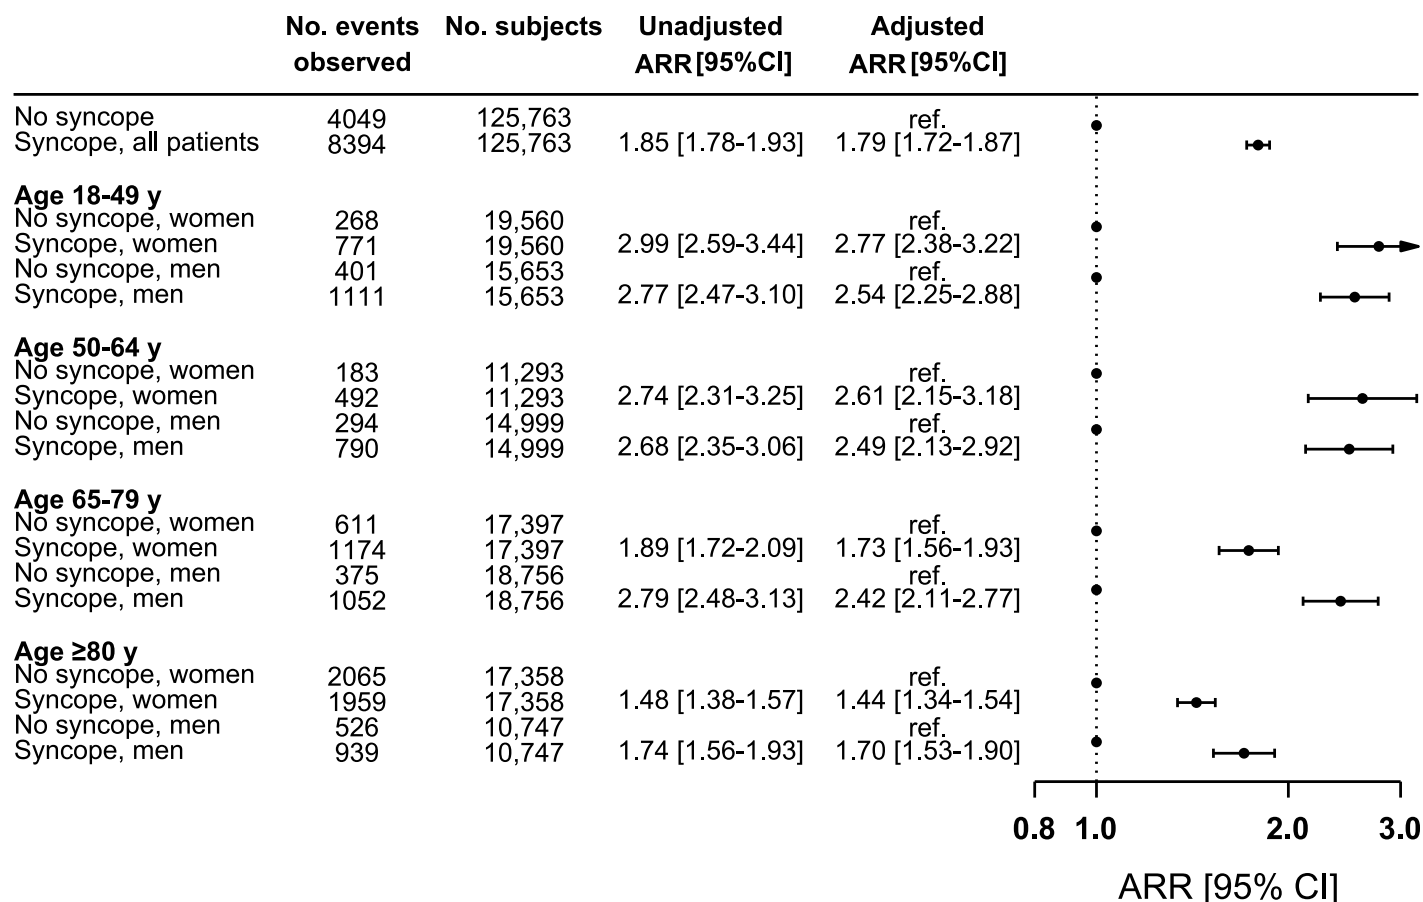 No. events No. subjects Unadjusted Adjusted
observed ARR [95%CI] ARR [95%CI]
No syncope 4049 125,763 ref.
Syncope, all patients 8394 125,763 1.85 [1.78-1.93] 1.79 [1.72-1.87]
Age 18-49 y
No syncope, women 268 19,560 ref.
Syncope, women 771 19,560 2.99 [2.59-3.44] 2.77 [2.38-3.22]
No syncope, men 401 15,653 ref.
Syncope, men 1111 15,653 2.77 [2.47-3.10] 2.54 [2.25-2.88]
Age 50-64 y
No syncope, women 183 11,293 ref.
Syncope, women 492 11,293 2.74 [2.31-3.25] 2.61 [2.15-3.18]
No syncope, men 294 14,999 ref.
Syncope, men 790 14,999 2.68 [2.35-3.06] 2.49 [2.13-2.92]
Age 65-79 y
No syncope, women 611 17,397 ref.
Syncope, women 1174 17,397 1.89 [1.72-2.09] 1.73 [1.56-1.93]
No syncope, men 375 18,756 ref.
Syncope, men 1052 18,756 2.79 [2.48-3.13] 2.42 [2.11-2.77]
Age ≥80 y
No syncope, women 2065 17,358 ref.
Syncope, women 1959 17,358 1.48 [1.38-1.57] 1.44 [1.34-1.54]
No syncope, men 526 10,747 ref.
Syncope, men 939 10,747 1.74 [1.56-1.93] 1.70 [1.53-1.90]
0.8 1.0 2.0 3.0
ARR [95% CI]